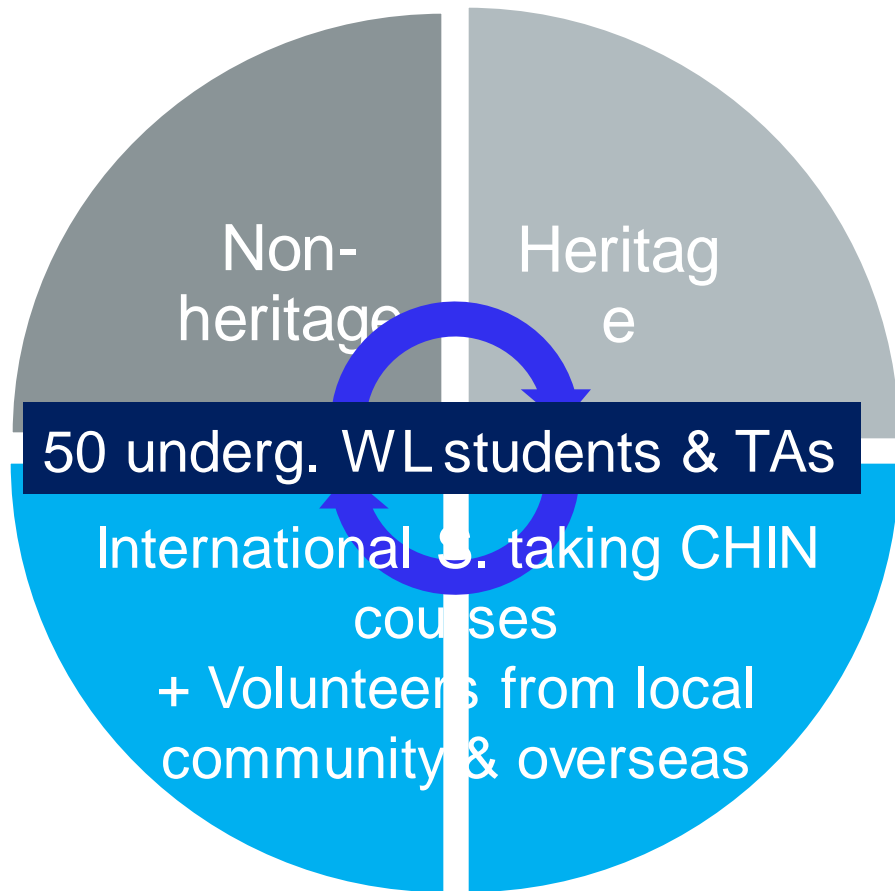 Non-
heritage
Heritag
e
50 underg. WL students & TAs
International S. taking CHIN
courses
+ Volunteers from local
community & overseas